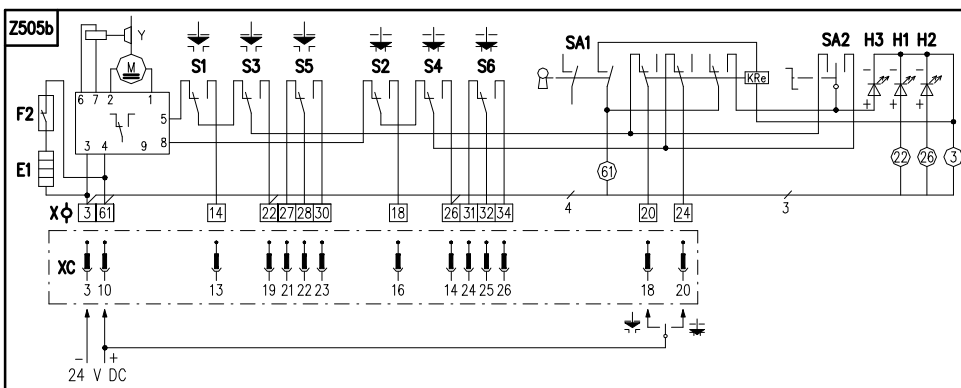 Z505b
Y
M
6 7 2 1
5
8
3 4 9
F2
E1
S1 S3 S5 S2 S4 S6
SA1
KRe
SA2 H3 H1 H2
- - -
+ + +
61
22 26 3
4
3
X 3 61 14 22 27 28 30 18 26 31 32 34 20 24
XC
3 10 13 19 21 22 23 16 14 24 25 26 18 20
- +
24 V DC